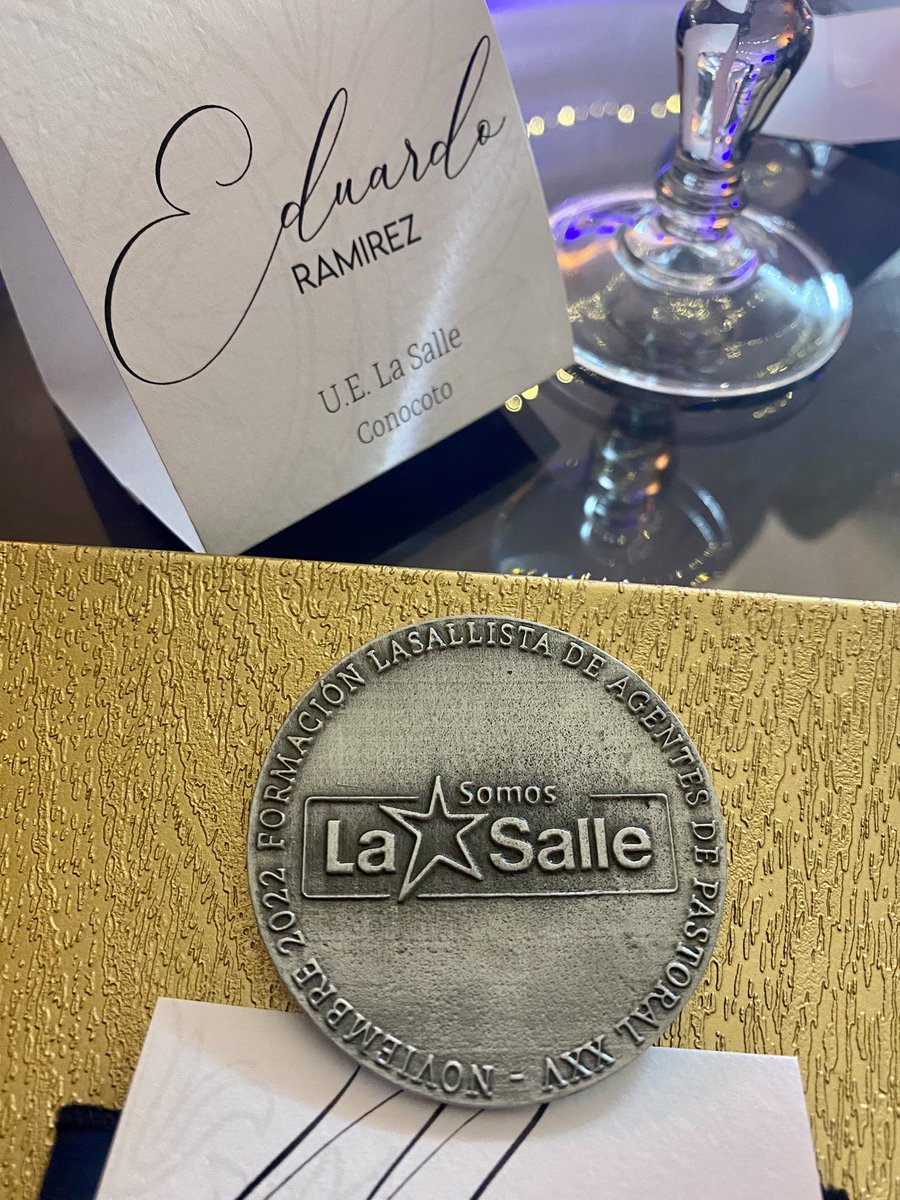 Eduardo
RAMIREZ
U.E. La Salle
Conocoto
NOVIEMBRE 2022 FORMACIÓN LASALLISTA DE AGENTES DE PASTORAL XXV -
Somos
La Salle